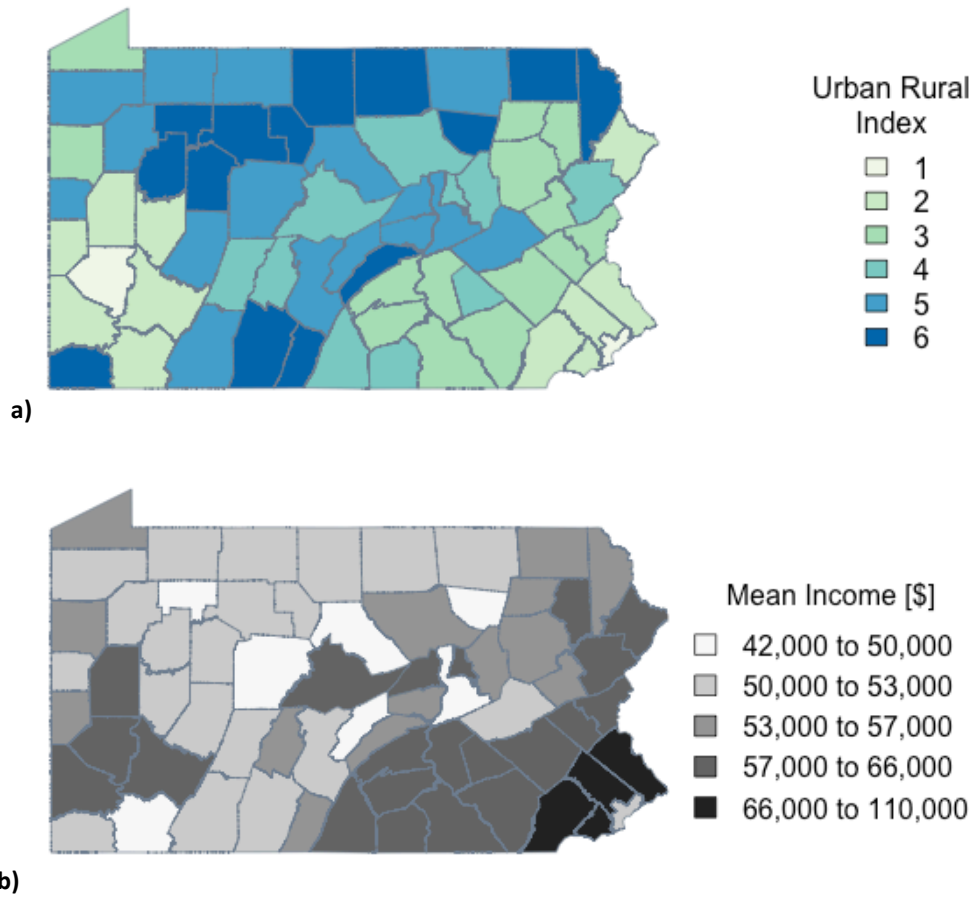 Urban Rural
Index
1
2
3
4
5
6
a)
Mean Income [$]
42,000 to 50,000
50,000 to 53,000
53,000 to 57,000
57,000 to 66,000
66,000 to 110,000
b)